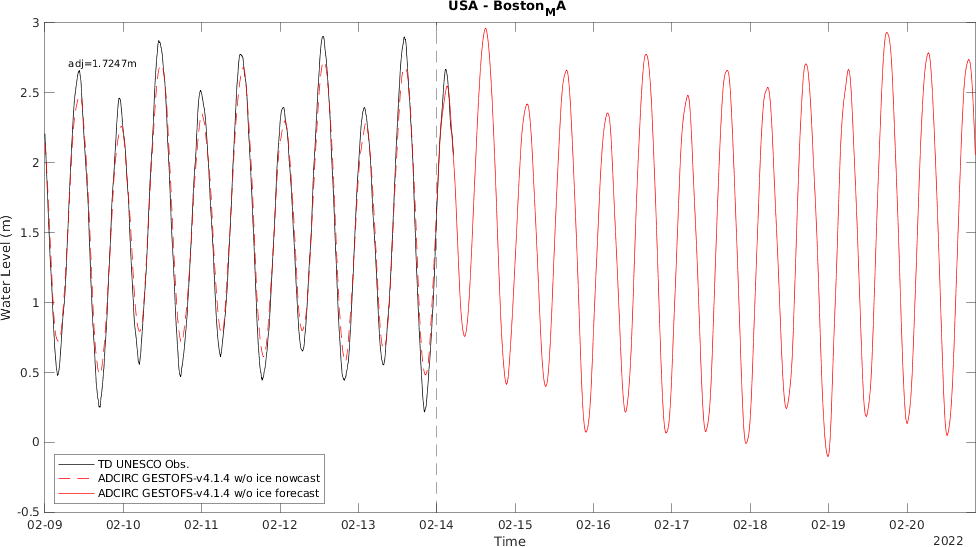 USA - Boston_MA
adj=1.7247m
3
2.5
2
1.5
1
0.5
0
-0.5
Water Level (m)
TD UNESCO Obs.
ADCIRC GESTOFS-v4.1.4 w/o ice nowcast
ADCIRC GESTOFS-v4.1.4 w/o ice forecast
02-09 02-10 02-11 02-12 02-13 02-14 02-15 02-16 02-17 02-18 02-19 02-20
Time
2022